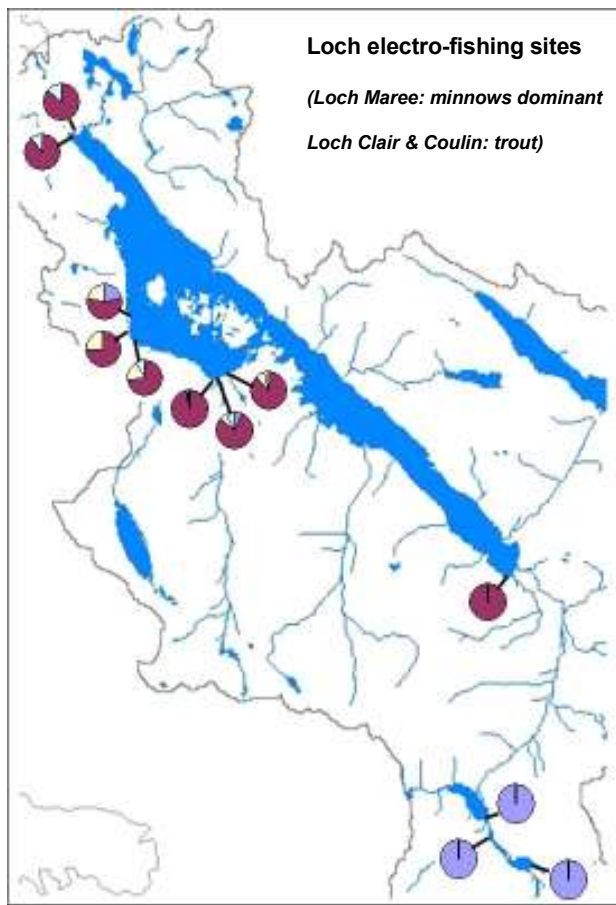 Loch electro-fishing sites
(Loch Maree: minnows dominant
Loch Clair & Coulin: trout)